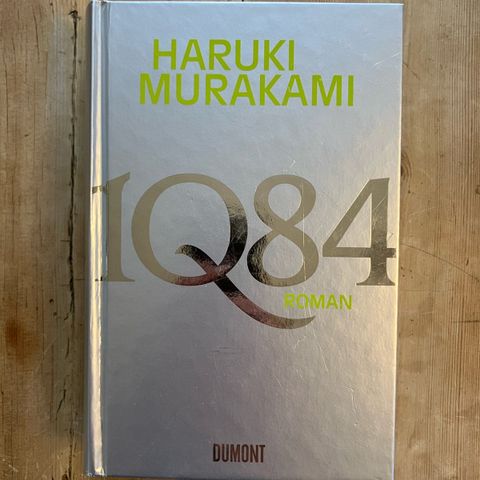 HARUKI
MURAKAMI
1Q84
ROMAN
DUMONT